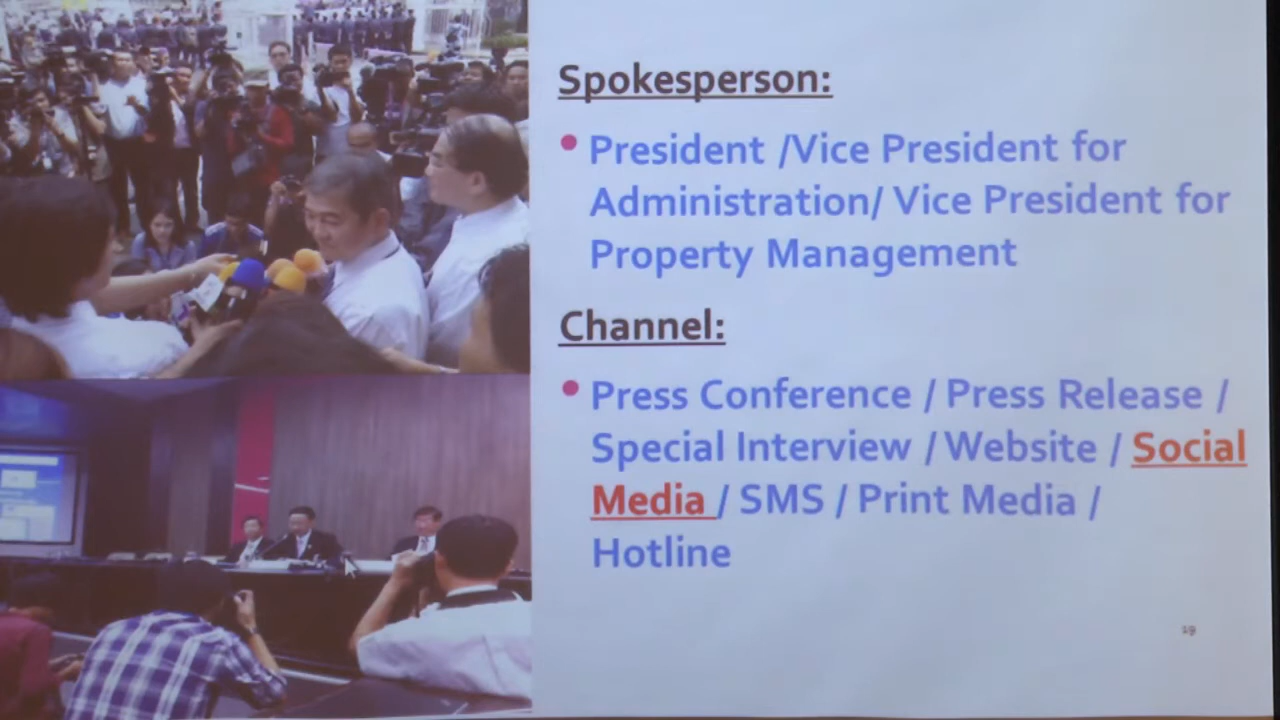 Spokesperson:
• President /Vice President for
Administration/ Vice President for
Property Management
Channel:
• Press Conference / Press Release /
Special Interview / Website / Social
Media / SMS / Print Media /
Hotline
19